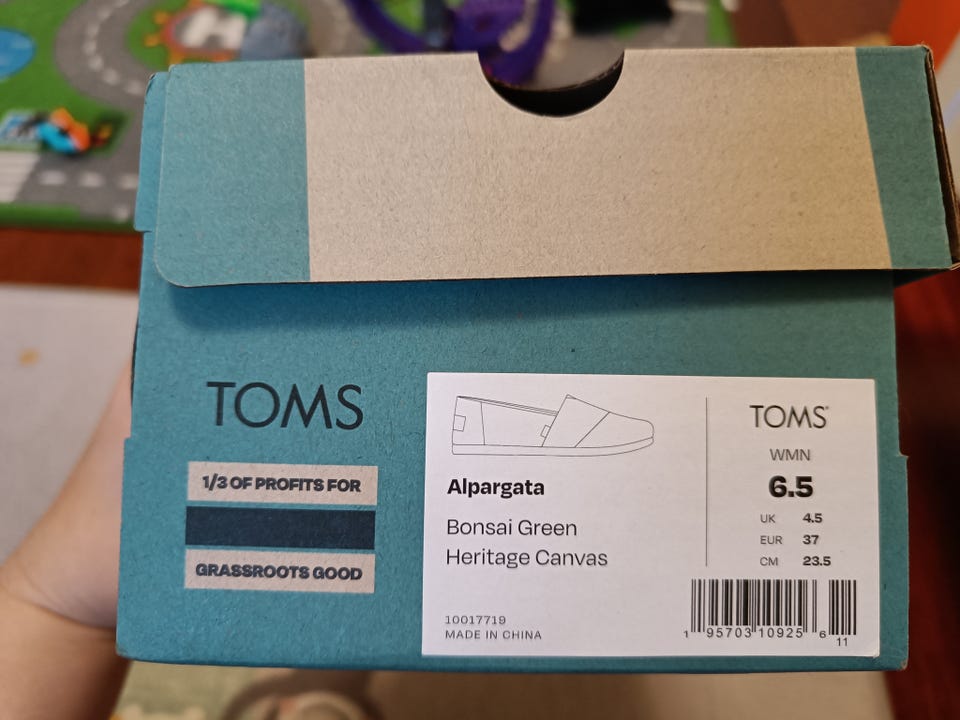 TOMS
1/3 OF PROFITS FOR
GRASSROOTS GOOD
Alpargata
Bonsai Green
Heritage Canvas
10017719
MADE IN CHINA
TOMS
WMN
6.5
UK 4.5
EUR 37
CM 23.5
1 95703 10925 6
11